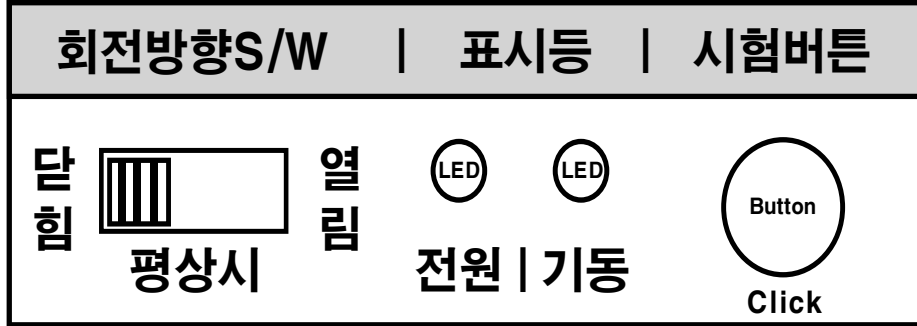 회전방향S/W | 표시등 | 시험버튼
닫힘
평상시
열림
LED LED
전원 | 기동
Button
Click